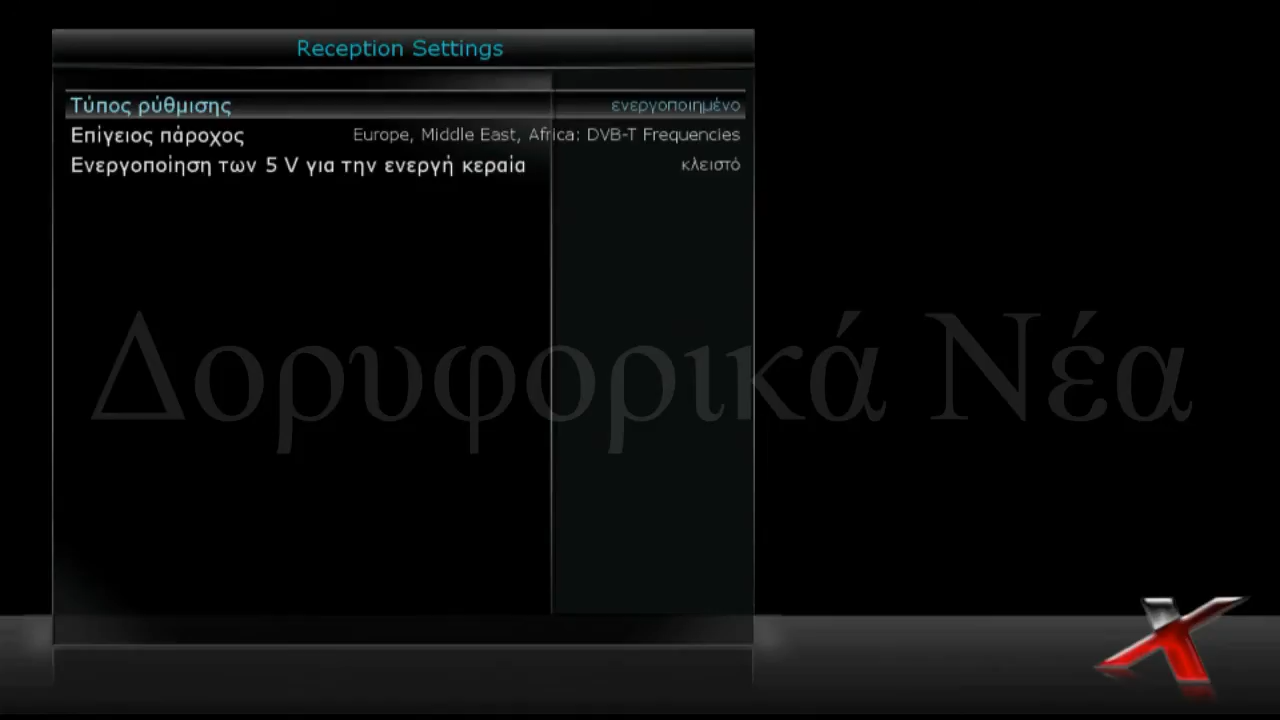 Reception Settings
Τύπος ρύθμισης ενεργοποιημένο
Επίγειος πάροχος Europe, Middle East, Africa: DVB-T Frequencies
Ενεργοποίηση των 5 V για την ενεργή κεραία κλειστό
Δορυφορικά Νέα